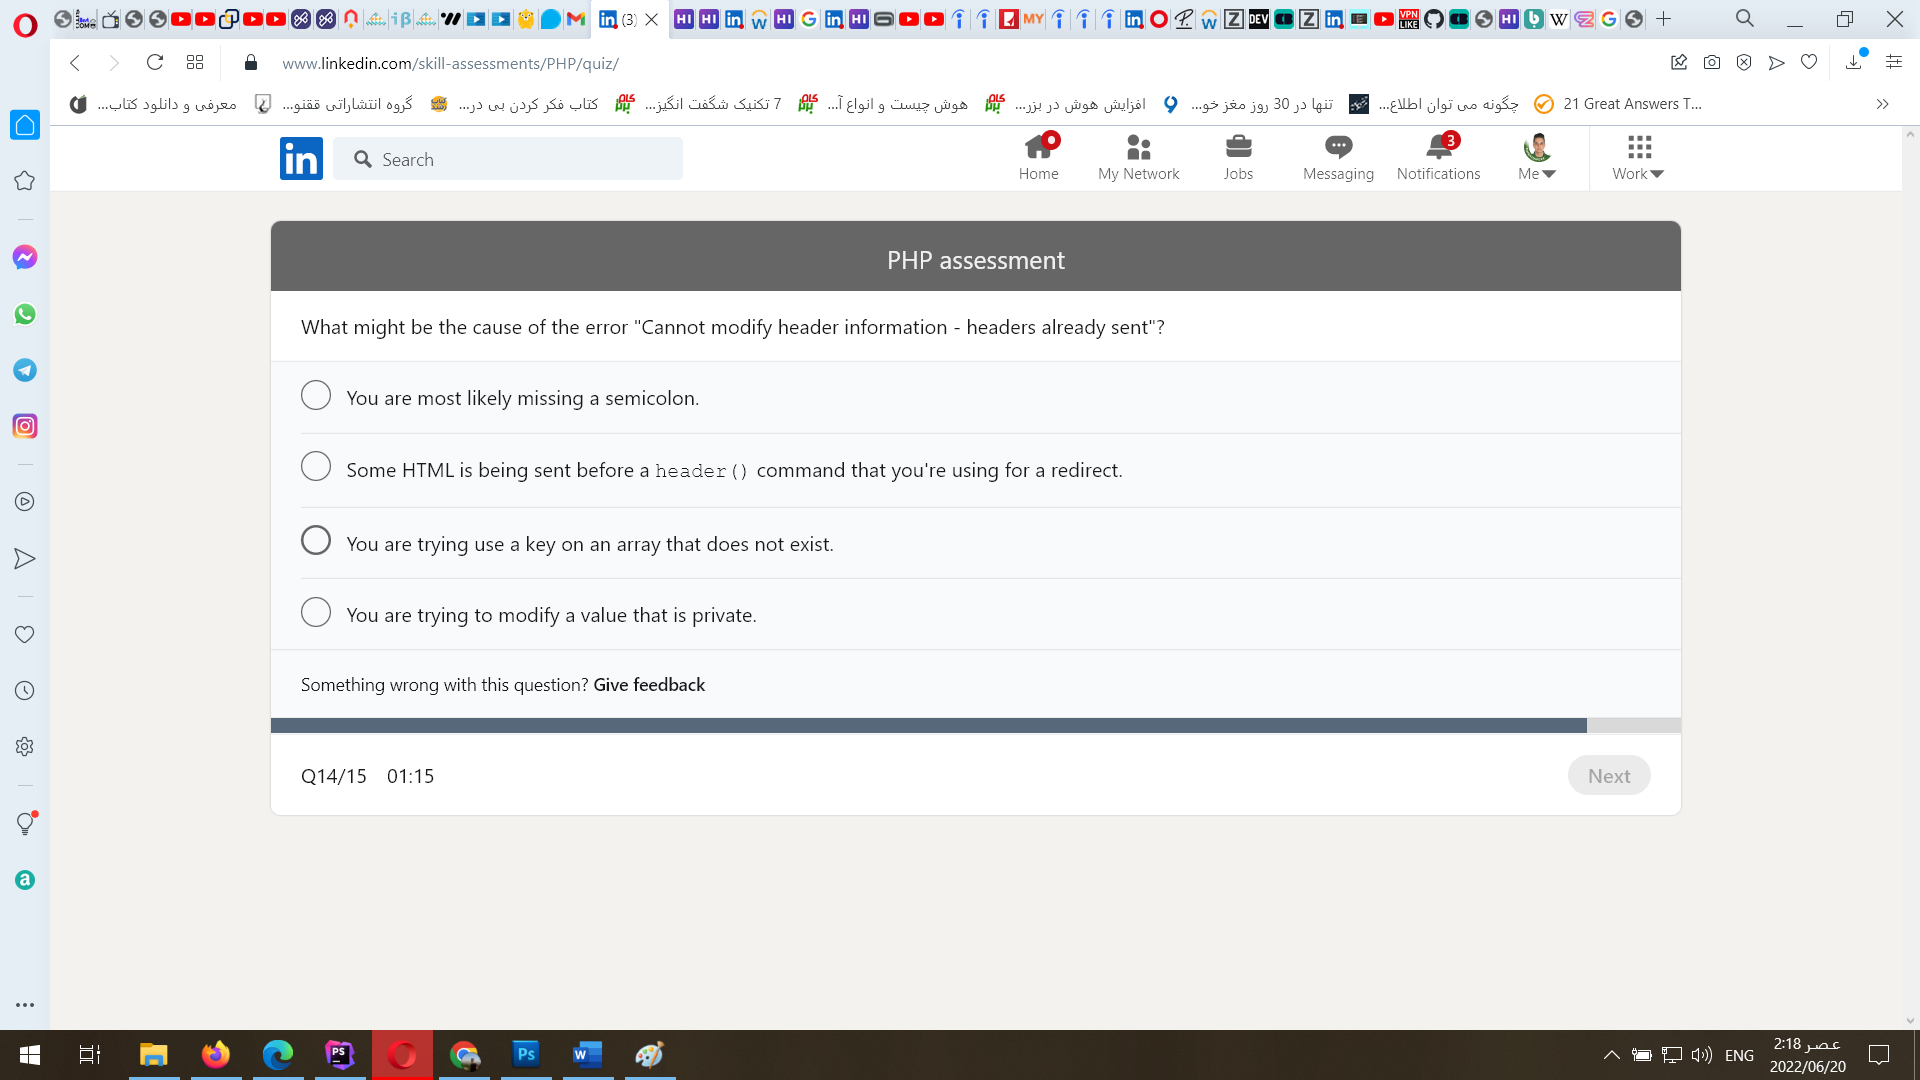 (3)
www.linkedin.com/skill-assessments/PHP/quiz/
معرفی و دانلود کتاب...
گروه انتشاراتی ققنو...
کتاب فکر کردن بی در...
7 تکنیک شگفت انگیز...
هوش چیست و انواع آ...
افزایش هوش در بزر...
تنها در 30 روز مغز خو...
چگونه می توان اطلاع...
21 Great Answers T...
in
Search
Home
My Network
Jobs
Messaging
3
Notifications
Me
Work
PHP assessment
What might be the cause of the error "Cannot modify header information - headers already sent"?
You are most likely missing a semicolon.
Some HTML is being sent before a header() command that you're using for a redirect.
You are trying use a key on an array that does not exist.
You are trying to modify a value that is private.
Something wrong with this question? Give feedback
Q14/15 01:15
Next
ENG
2:18 عصر
2022/06/20